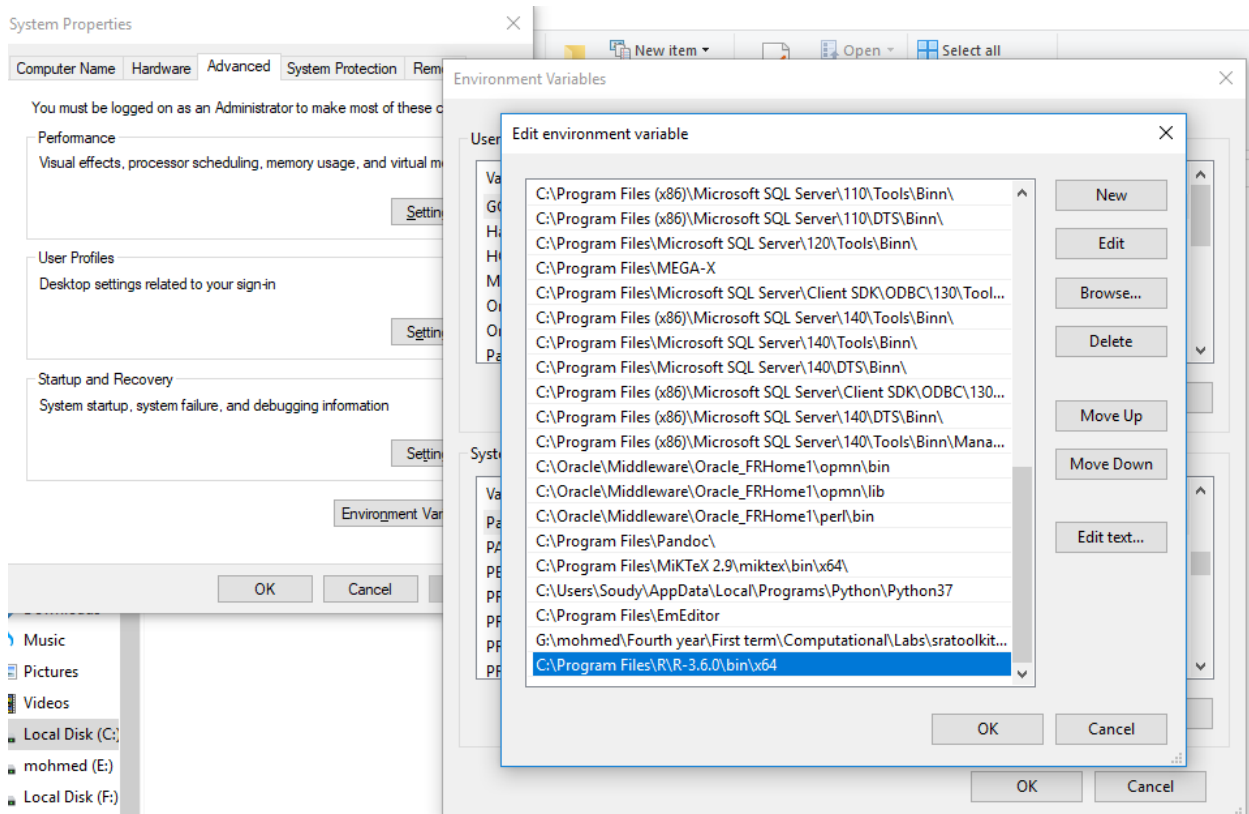 System Properties
Computer Name Hardware Advanced System Protection
You must be logged on as an Administrator to make most of these
Performance
Visual effects, processor scheduling, memory usage, and virtual
User Profiles
Desktop settings related to your sign-in
Startup and Recovery
System startup, system failure, and debugging information
OK Cancel
Music
Pictures
Videos
Local Disk (C:)
mohmed (E:)
Local Disk (F:)
New item
Open
Select all
Environment Variables
User
Edit environment variable
C:\Program Files (x86)\Microsoft SQL Server\110\Tools\Binn\
C:\Program Files (x86)\Microsoft SQL Server\110\DTS\Binn\
C:\Program Files\Microsoft SQL Server\120\Tools\Binn\
C:\Program Files\MEGA-X
C:\Program Files\Microsoft SQL Server\Client SDK\ODBC\130\Tool...
C:\Program Files (x86)\Microsoft SQL Server\140\Tools\Binn\
C:\Program Files\Microsoft SQL Server\140\Tools\Binn\
C:\Program Files\Microsoft SQL Server\140\DTS\Binn\
C:\Program Files (x86)\Microsoft SQL Server\Client SDK\ODBC\130...
C:\Program Files (x86)\Microsoft SQL Server\140\DTS\Binn\
C:\Program Files (x86)\Microsoft SQL Server\140\Tools\Binn\Mana...
C:\Oracle\Middleware\Oracle_FRHome1\opmn\bin
C:\Oracle\Middleware\Oracle_FRHome1\opmn\lib
C:\Oracle\Middleware\Oracle_FRHome1\perl\bin
C:\Program Files\Pandoc\
C:\Program Files\MiKTeX 2.9\miktex\bin\x64\
C:\Users\Soudy\AppData\Local\Programs\Python\Python37
C:\Program Files\EmEditor
G:\mohmed\Fourth year\First term\Computational\Labs\sratoolkit...
C:\Program Files\R\R-3.6.0\bin\x64
New
Edit
Browse...
Delete
Move Up
Move Down
Edit text...
OK Cancel
OK Cancel